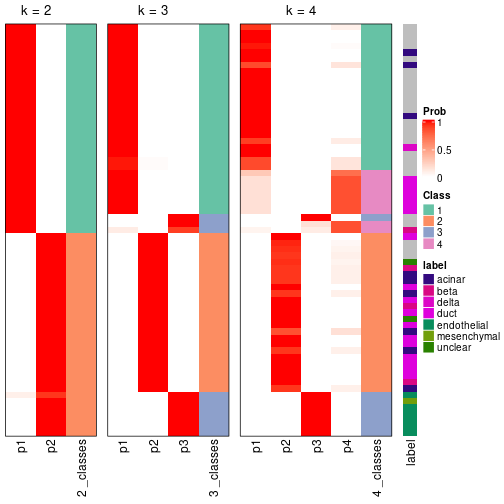 k = 2
k = 3
k = 4
p1
p2
2_classes
p1
p2
p3
3_classes
p1
p2
p3
p4
4_classes
label
Prob
1
0.5
0
Class
1
2
3
4
label
acinar
beta
delta
duct
endothelial
mesenchymal
unclear